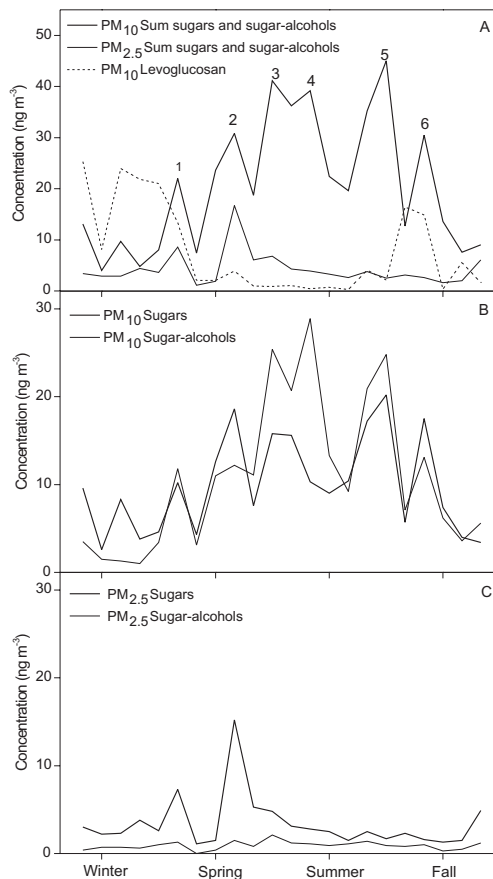 PM10 Sum sugars and sugar-alcohols
A
PM2.5 Sum sugars and sugar-alcohols
PM10 Levoglucosan
50
40
30
20
10
0
Concentration (ng m-3)
1
2
3
4
5
6
B
PM10 Sugars
PM10 Sugar-alcohols
30
20
10
0
Concentration (ng m-3)
C
PM2.5 Sugars
PM2.5 Sugar-alcohols
30
20
10
0
Concentration (ng m-3)
Winter Spring Summer Fall